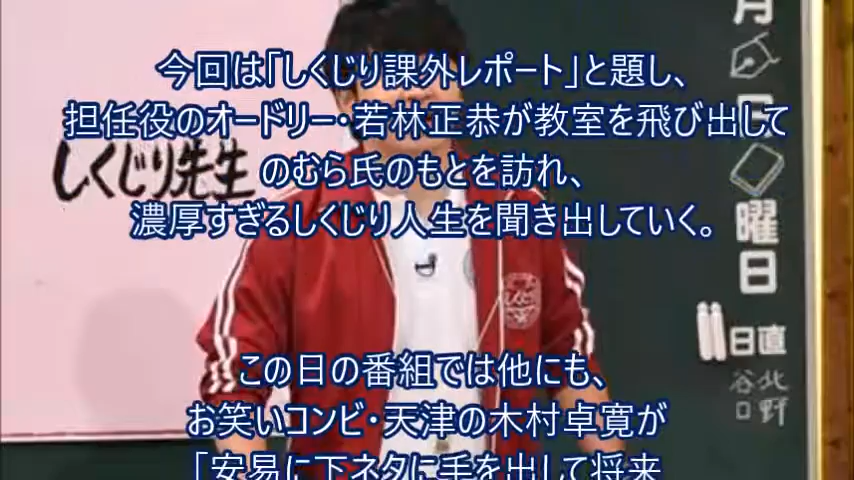 今回は「しくじり課外レポート」と題し、
担任役のオードリー・若林正恭が教室を飛び出して
のむら氏のもとを訪れ、
濃厚すぎるしくじり人生を聞き出していく。
この日の番組では他にも、
お笑いコンビ・天津の木村卓寛が
「安易に下ネタに手を出して将来
しくじり先生
月
曜
日
日直
北野
谷口